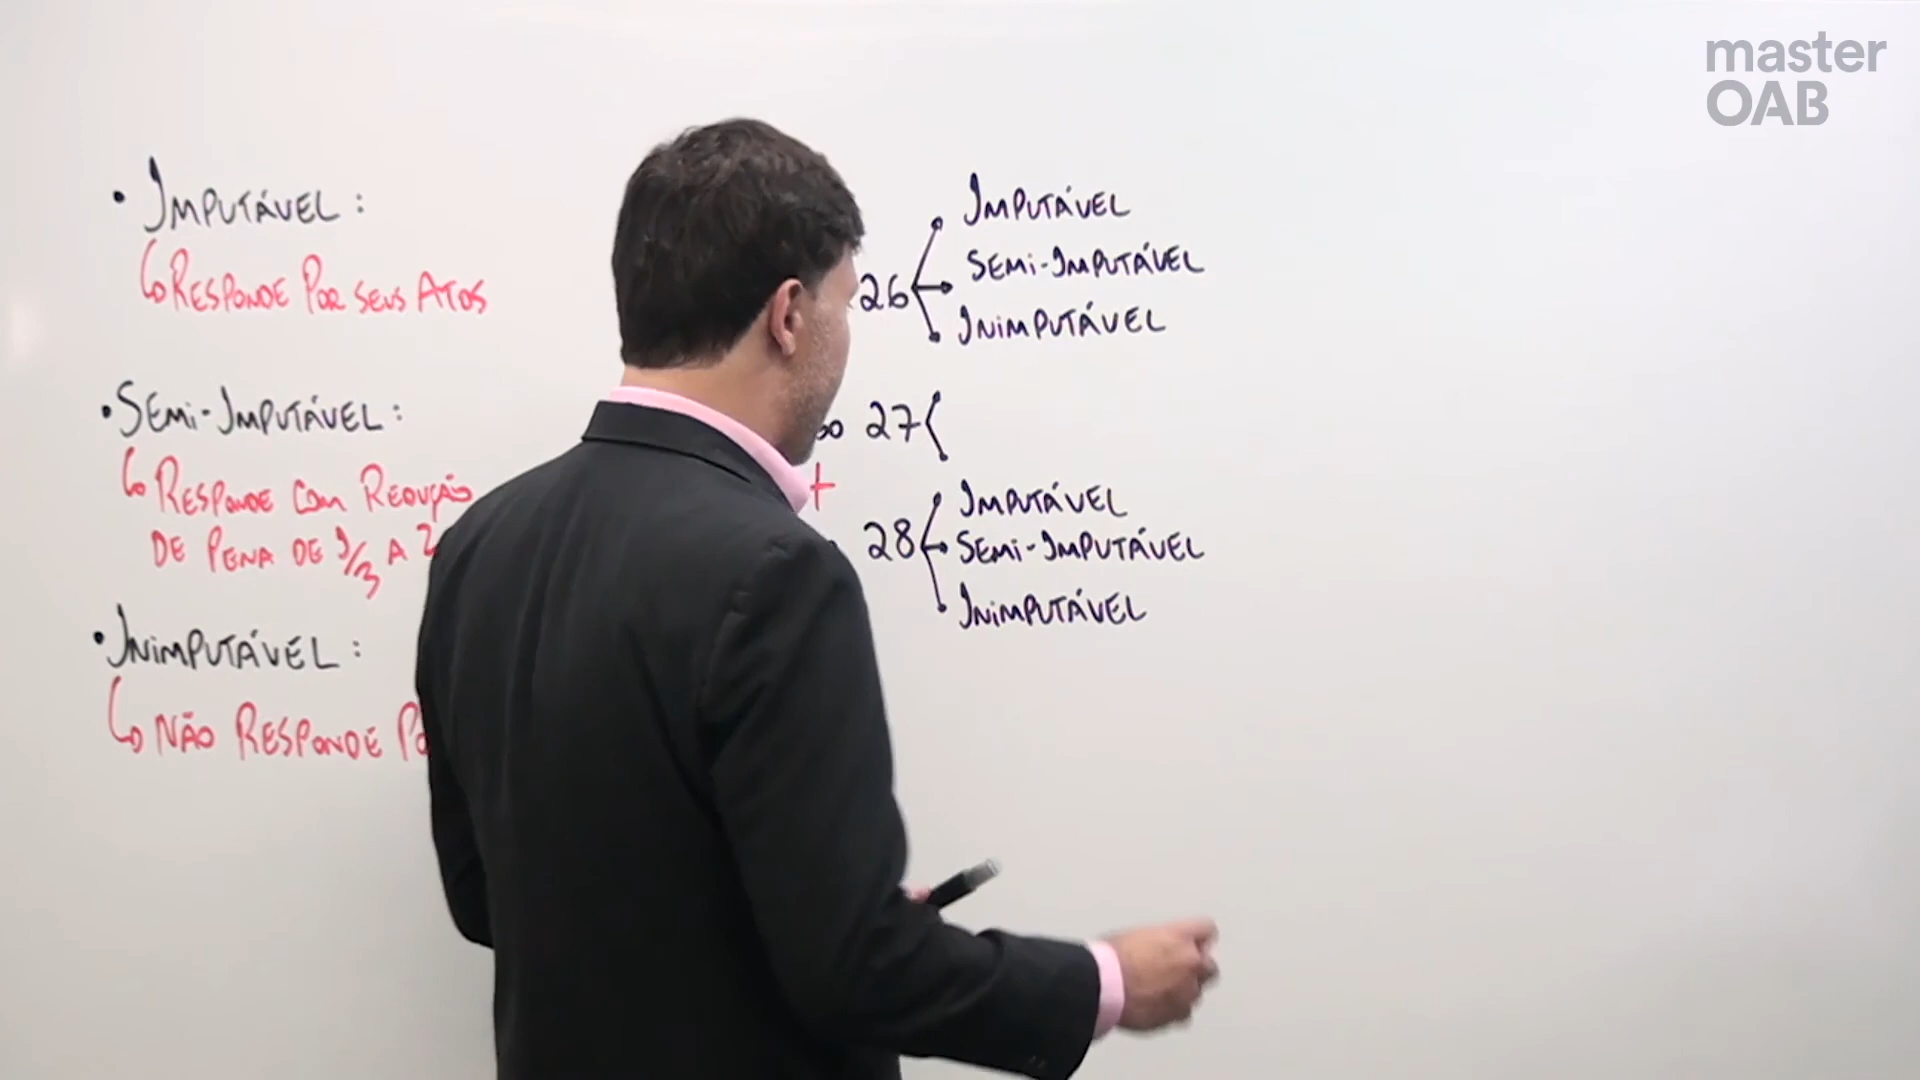 master
OAB
• IMPUTÁVEL:
RESPONDE POR SEUS ATOS
• SEMI-IMPUTÁVEL:
RESPONDE COM REDUÇÃO
DE PENA DE 1/3 A 2
• INIMPUTÁVEL:
NÃO RESPONDE PO
26
IMPUTÁVEL
SEMI-IMPUTÁVEL
INIMPUTÁVEL
27
+
28
IMPUTÁVEL
SEMI-IMPUTÁVEL
INIMPUTÁVEL